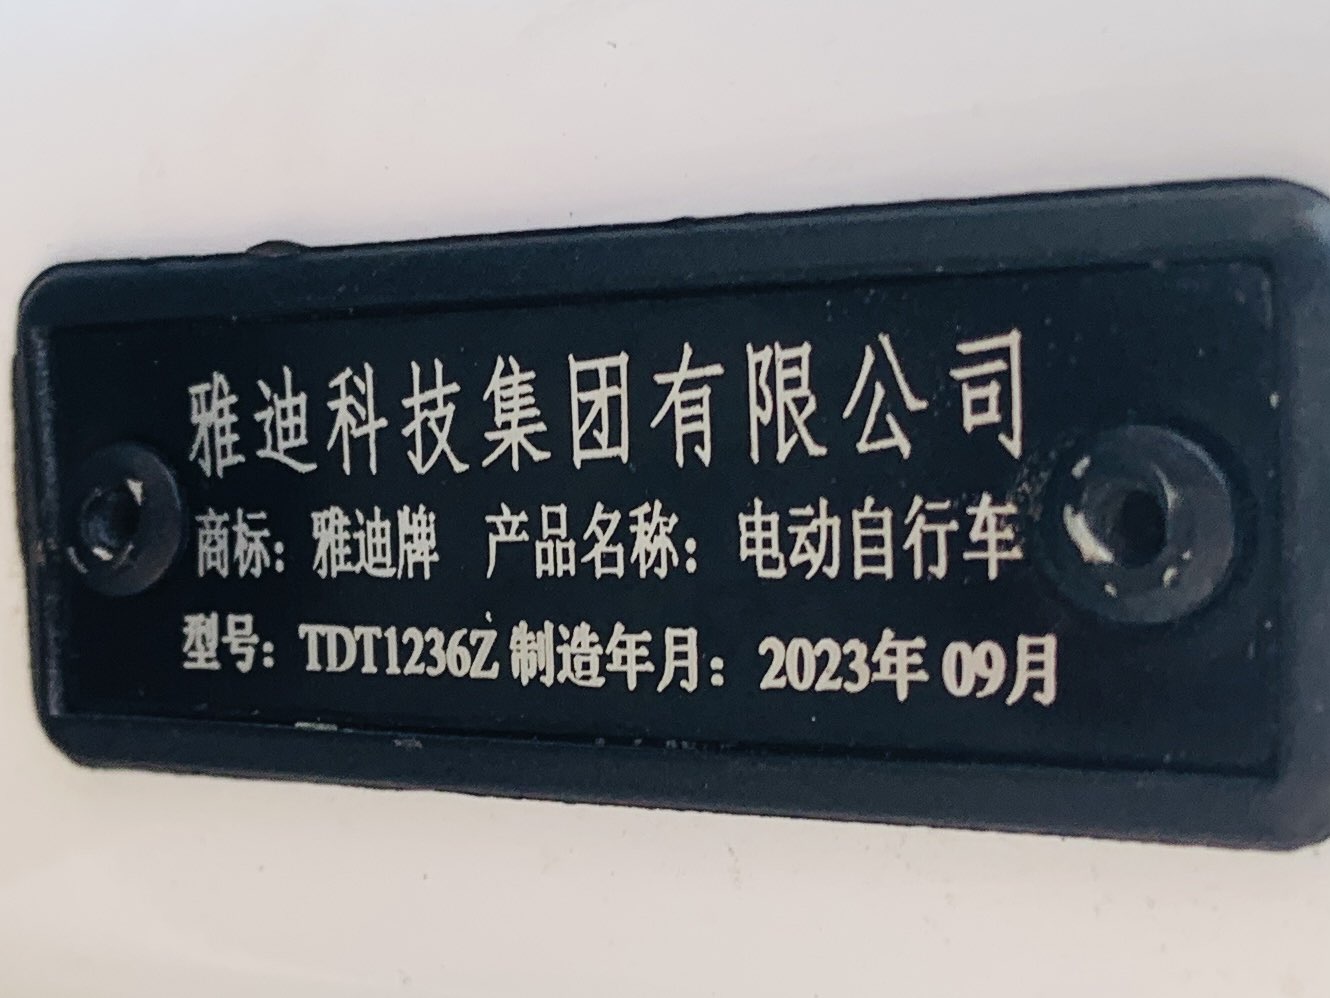 雅迪科技集团有限公司
商标：雅迪牌 产品名称：电动自行车
型号：TDT1236Z 制造年月：2023年09月